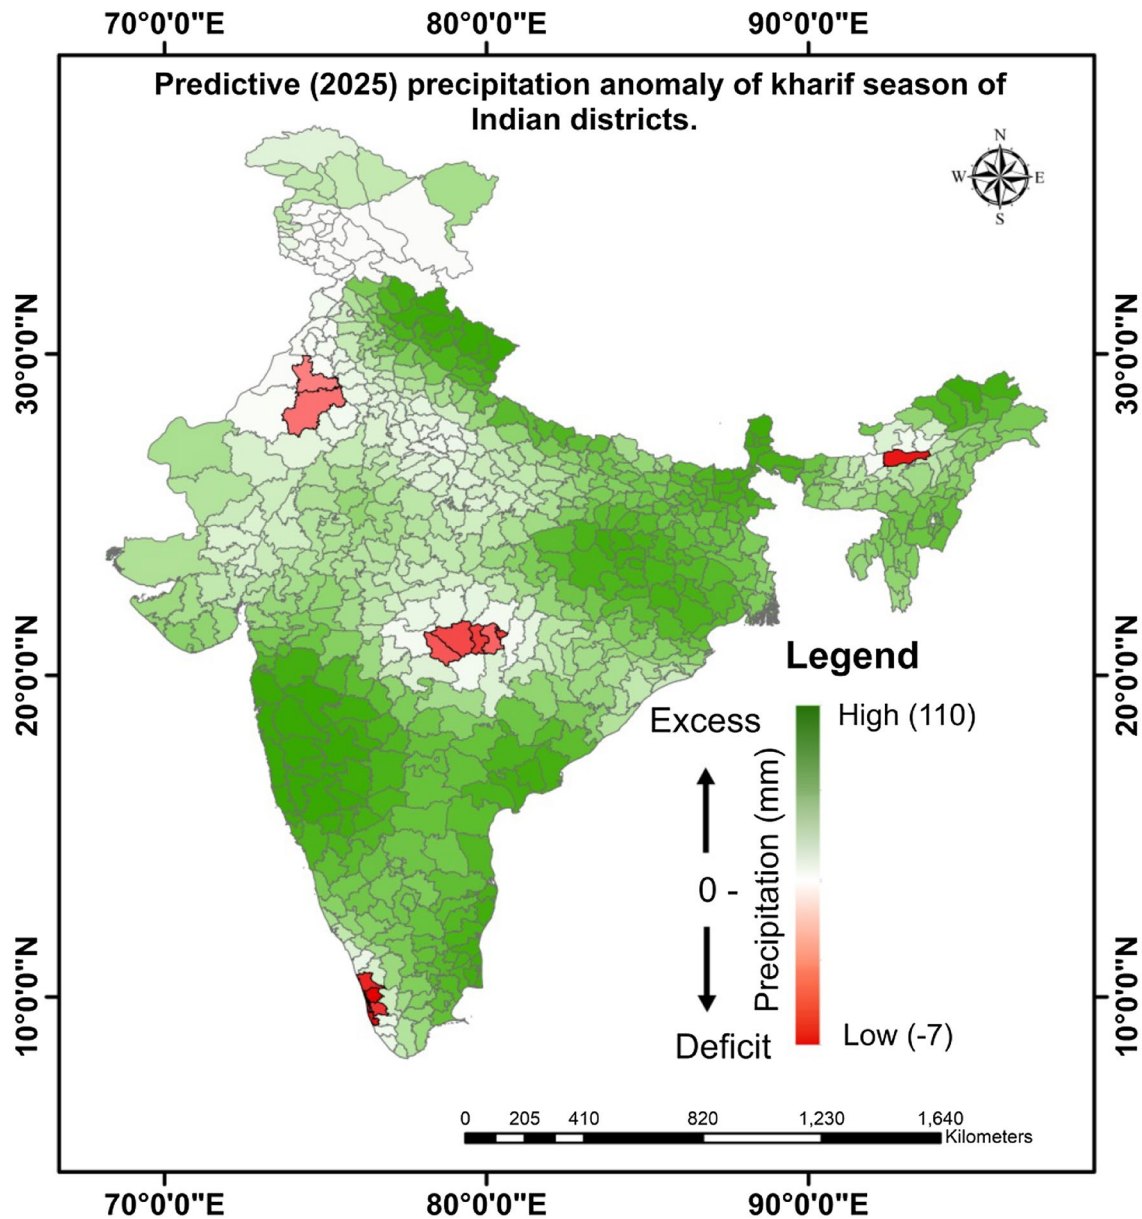 70°0'0"E 80°0'0"E 90°0'0"E
Predictive (2025) precipitation anomaly of kharif season of
Indian districts.
N
W E
S
30°0'0"N 30°0'0"N
20°0'0"N 20°0'0"N
10°0'0"N 10°0'0"N
Legend
Excess
High (110)
Precipitation (mm)
0 -
Low (-7)
Deficit
0 205 410 820 1,230 1,640
Kilometers
70°0'0"E 80°0'0"E 90°0'0"E